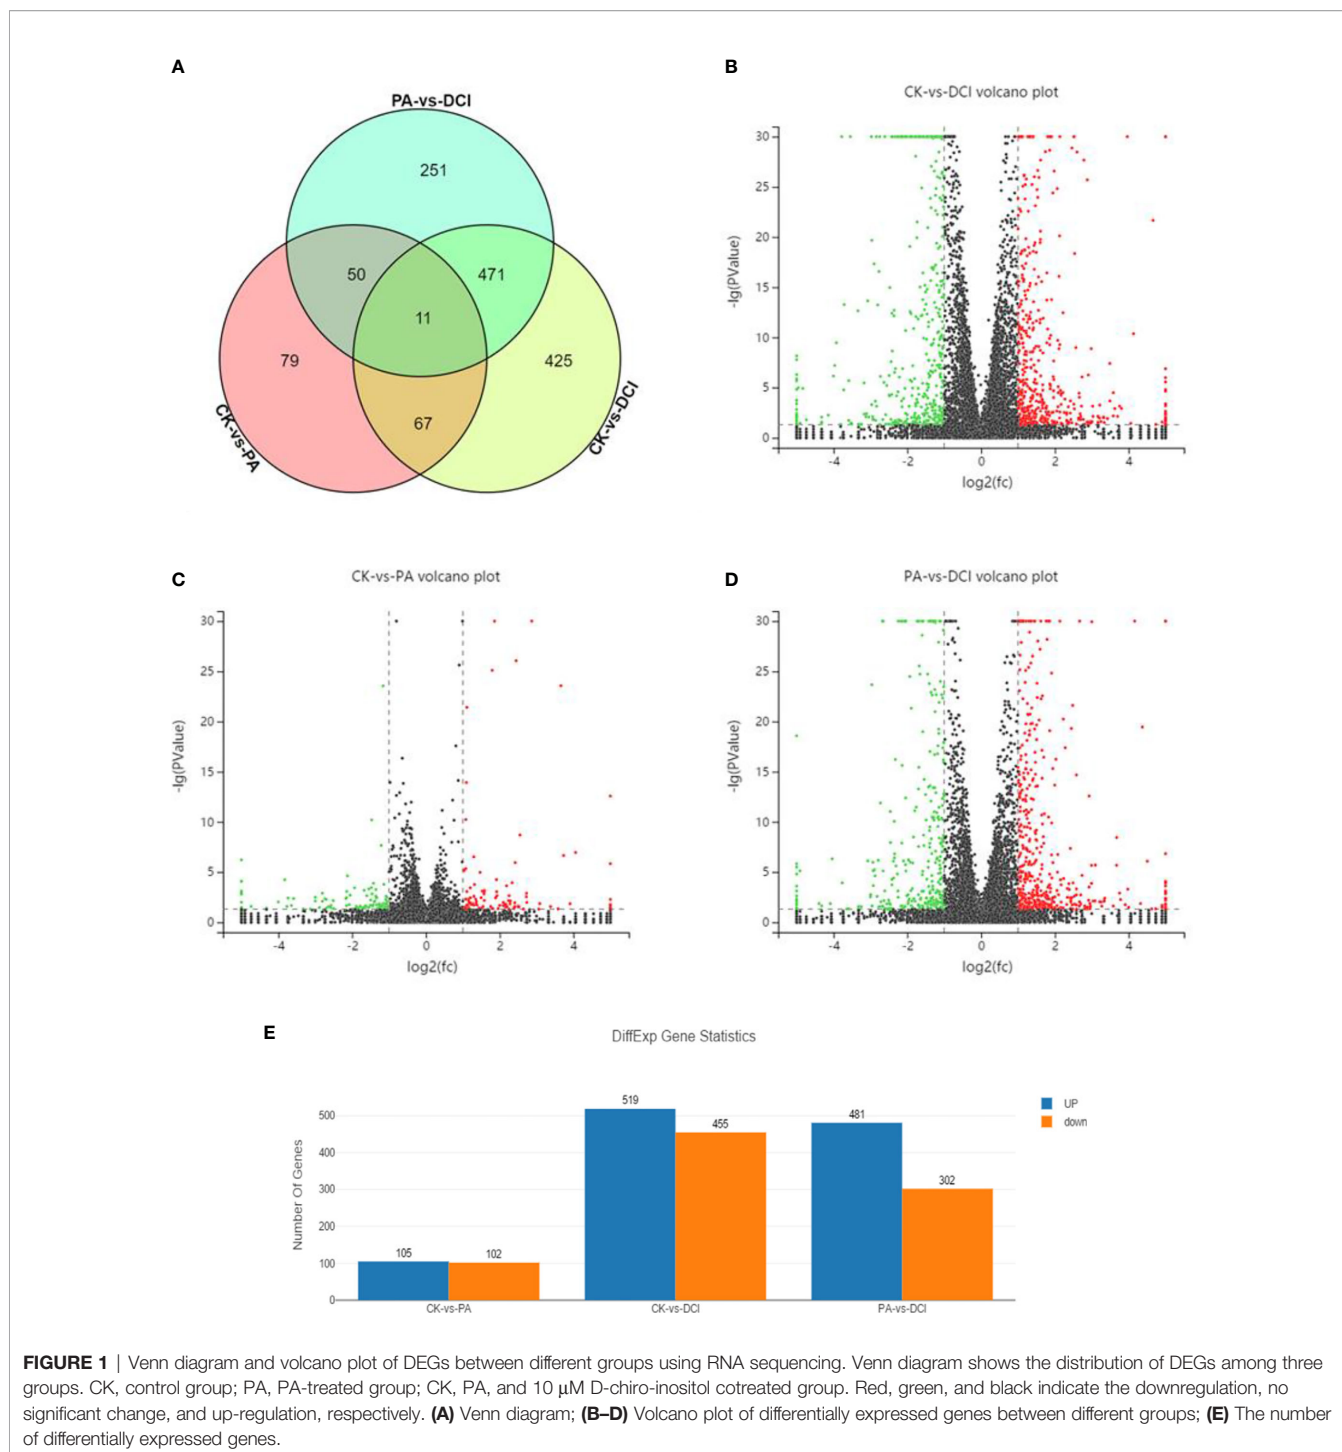 A
PA-vs-DCI
251
50
471
11
79
425
67
CK-vs-PA
CK-vs-DCI
B
CK-vs-DCI volcano plot
-lg(PValue)
30
25
20
15
10
5
0
-4 -2 0 2 4
log2(fc)
C
CK-vs-PA volcano plot
-lg(PValue)
30
25
20
15
10
5
0
-4 -2 0 2 4
log2(fc)
D
PA-vs-DCI volcano plot
-lg(PValue)
30
25
20
15
10
5
0
-4 -2 0 2 4
log2(fc)
E
DiffExp Gene Statistics
Number Of Genes
500
400
300
200
100
0
105 102
519 455
481 302
CK-vs-PA CK-vs-DCI PA-vs-DCI
UP
down
FIGURE 1 | Venn diagram and volcano plot of DEGs between different groups using RNA sequencing. Venn diagram shows the distribution of DEGs among three
groups. CK, control group; PA, PA-treated group; CK, PA, and 10 μM D-chiro-inositol cotreated group. Red, green, and black indicate the downregulation, no
significant change, and up-regulation, respectively. (A) Venn diagram; (B–D) Volcano plot of differentially expressed genes between different groups; (E) The number
of differentially expressed genes.